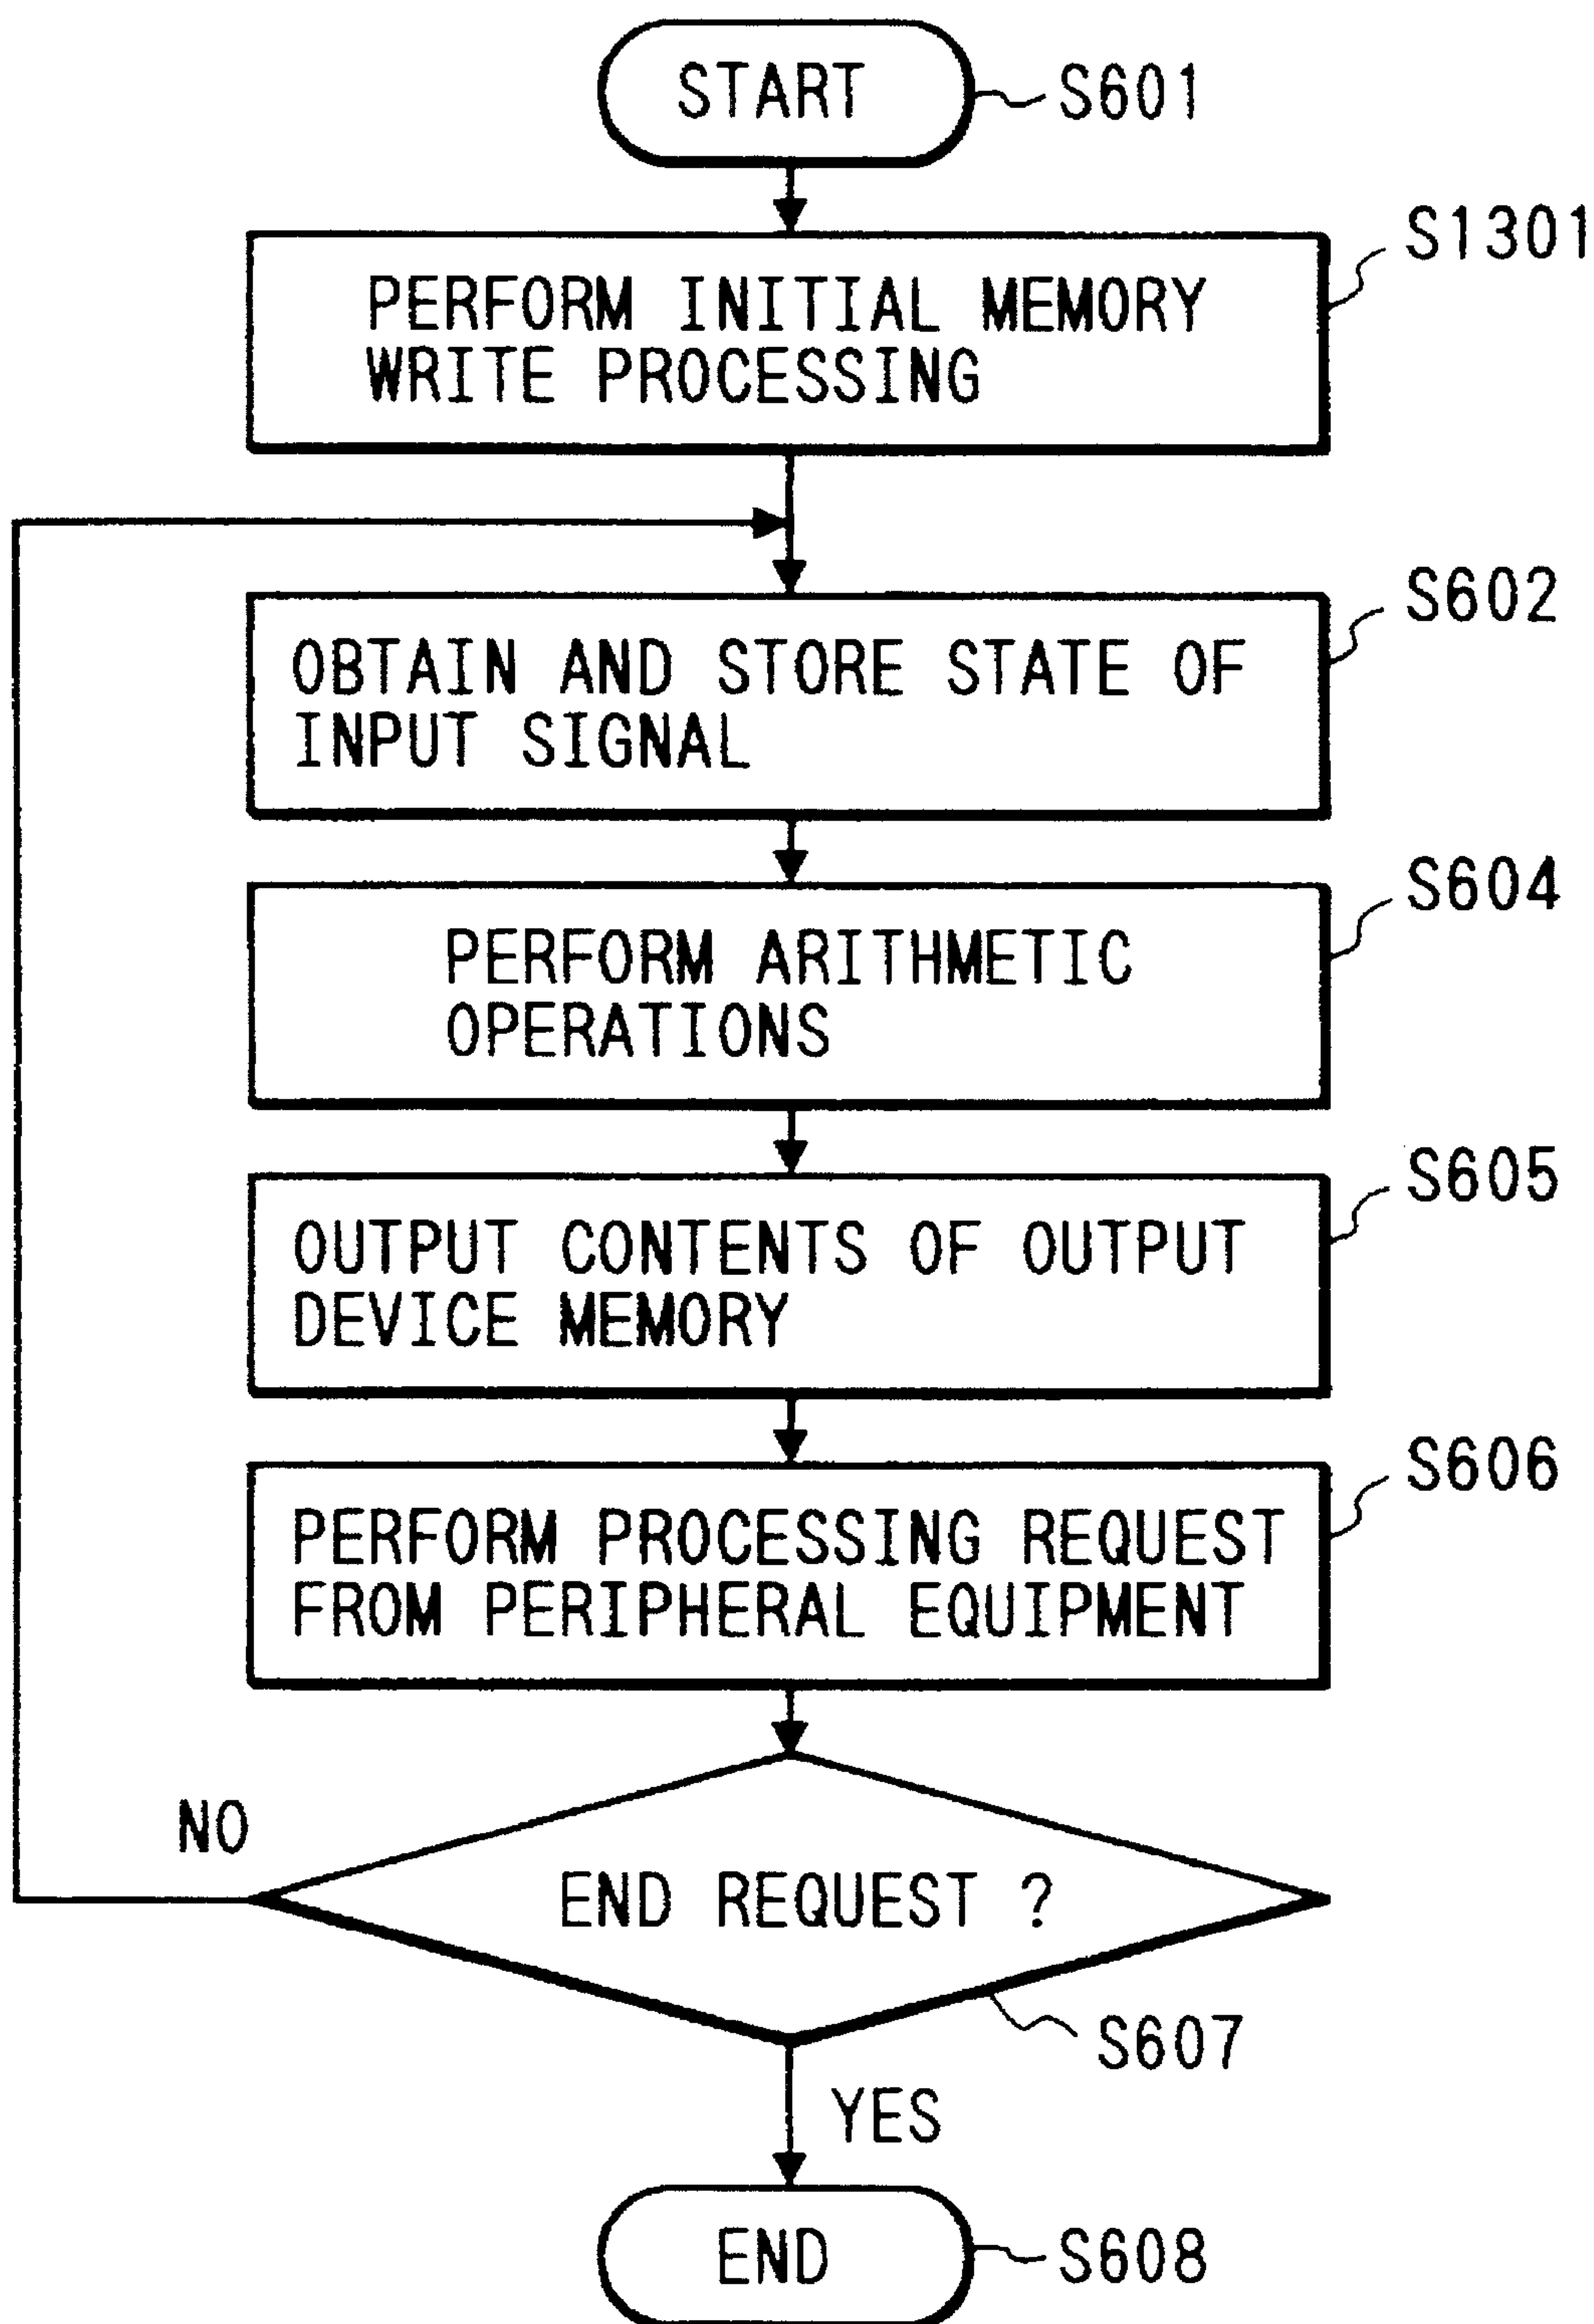 START
S601
S1301
PERFORM INITIAL MEMORY
WRITE PROCESSING
S602
OBTAIN AND STORE STATE OF
INPUT SIGNAL
S604
PERFORM ARITHMETIC
OPERATIONS
S605
OUTPUT CONTENTS OF OUTPUT
DEVICE MEMORY
S606
PERFORM PROCESSING REQUEST
FROM PERIPHERAL EQUIPMENT
NO
END REQUEST ?
S607
YES
END
S608